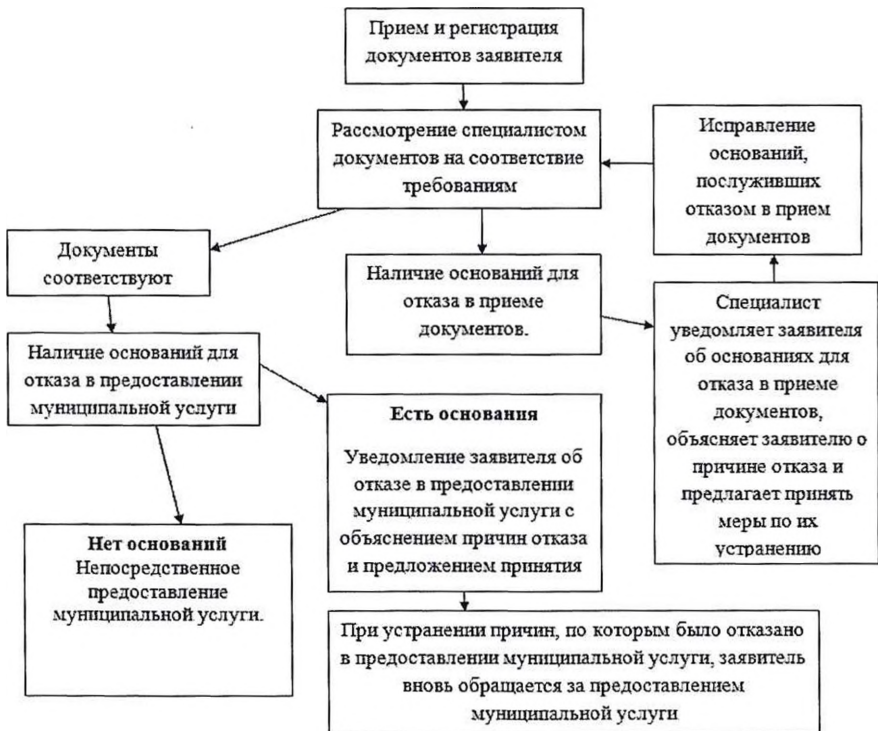 Прием и регистрация
документов заявителя
Рассмотрение специалистом
документов на соответствие
требованиям
Исправление
оснований,
послуживших
отказом в прием
документов
Документы
соответствуют
Наличие оснований для
отказа в приеме
документов.
Специалист
уведомляет заявителя
об основаниях для
отказа в приеме
документов,
объясняет заявителю о
причине отказа и
предлагает принять
меры по их
устранению
Наличие оснований для
отказа в предоставлении
муниципальной услуги
Есть основания
Уведомление заявителя об
отказе в предоставлении
муниципальной услуги с
объяснением причин отказа
и предложением принятия
Нет оснований
Непосредственное
предоставление
муниципальной услуги.
При устранении причин, по которым было отказано
в предоставлении муниципальной услуги, заявитель
вновь обращается за предоставлением
муниципальной услуги